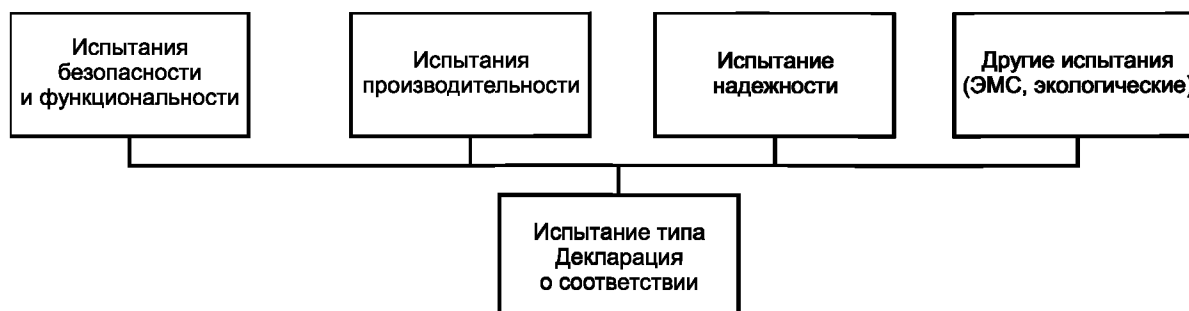 Испытания
безопасности
и функциональности
Испытания
производительности
Испытание
надежности
Другие испытания
(ЭМС, экологические)
Испытание типа
Декларация
о соответствии